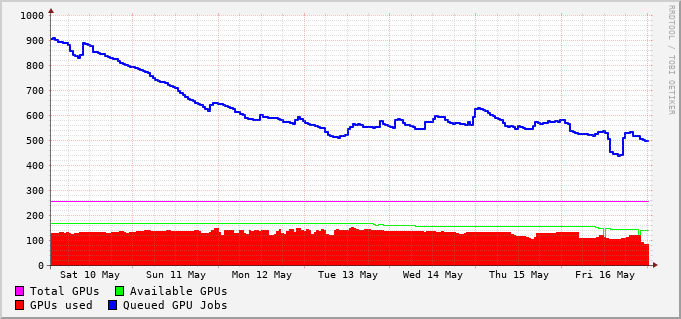 1000
900
800
700
600
500
400
300
200
100
0
Sat 10 May Sun 11 May Mon 12 May Tue 13 May Wed 14 May Thu 15 May Fri 16 May
Total GPUs Available GPUs
GPUs used Queued GPU Jobs
RRDTOOL / TOBI OETIKER